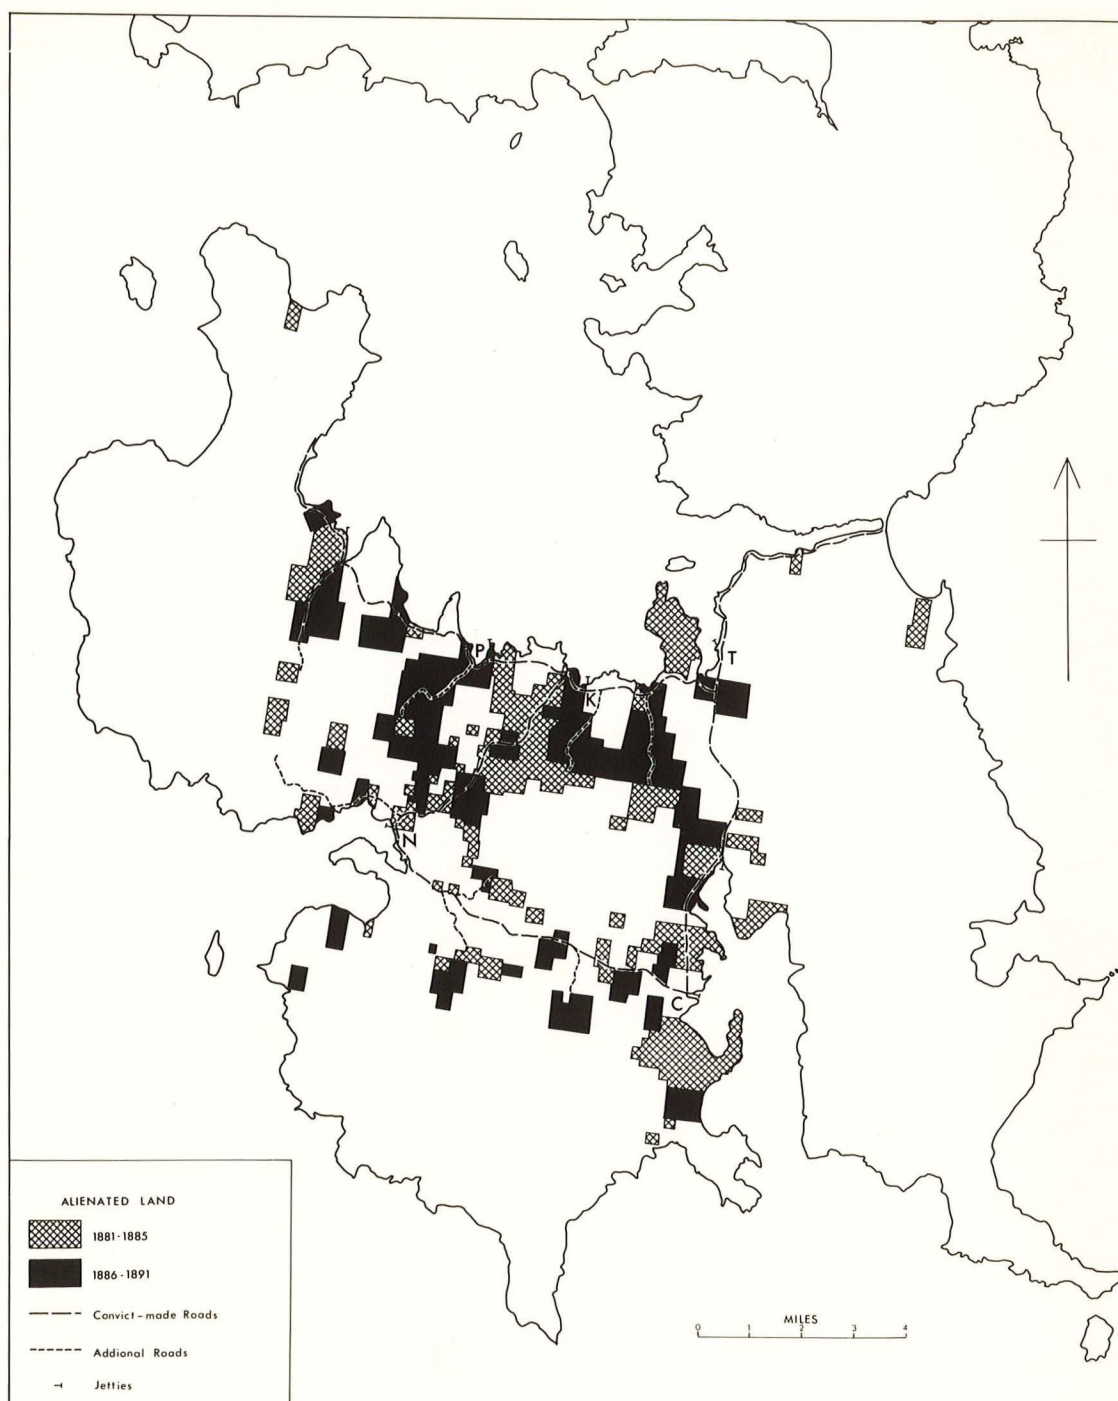 T
P
K
N
C
ALIENATED LAND
1881-1885
1886-1891
Convict-made Roads
Addional Roads
Jetties
MILES
0 1 2 3 4